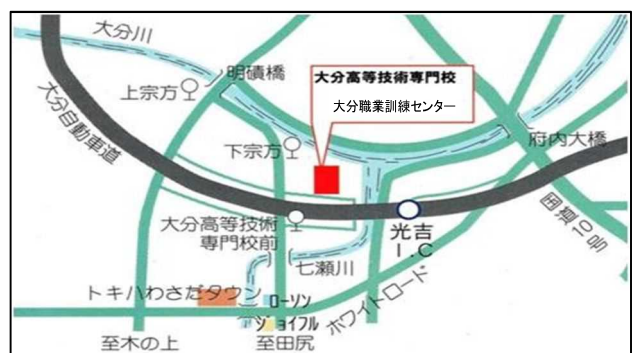 大分川
明磧橋
上宗方
大分高等技術専門校
大分職業訓練センター
大分自動車道
下宗方
府内大橋
国道10号
大分高等技術
専門校前
光吉
I.C
七瀬川
トキハわさだタウン
ローソン
ジョイフル
ホワイトロード
至木の上
至田尻